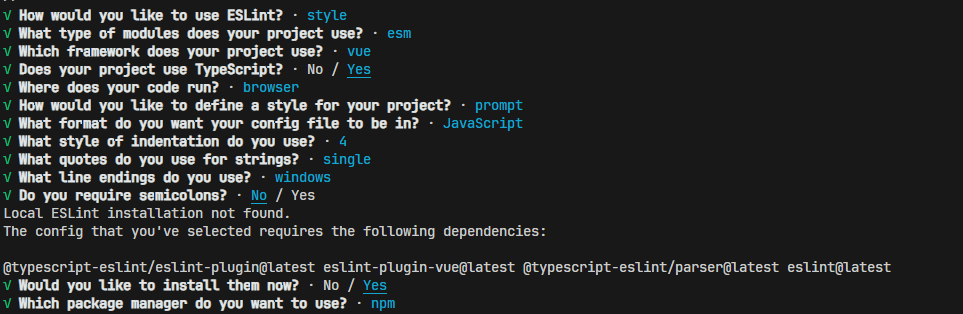 √ How would you like to use ESLint? · style
√ What type of modules does your project use? · esm
√ Which framework does your project use? · vue
√ Does your project use TypeScript? · No / Yes
√ Where does your code run? · browser
√ How would you like to define a style for your project? · prompt
√ What format do you want your config file to be in? · JavaScript
√ What style of indentation do you use? · 4
√ What quotes do you use for strings? · single
√ What line endings do you use? · windows
√ Do you require semicolons? · No / Yes
Local ESLint installation not found.
The config that you've selected requires the following dependencies:

@typescript-eslint/eslint-plugin@latest eslint-plugin-vue@latest @typescript-eslint/parser@latest eslint@latest
√ Would you like to install them now? · No / Yes
√ Which package manager do you want to use? · npm